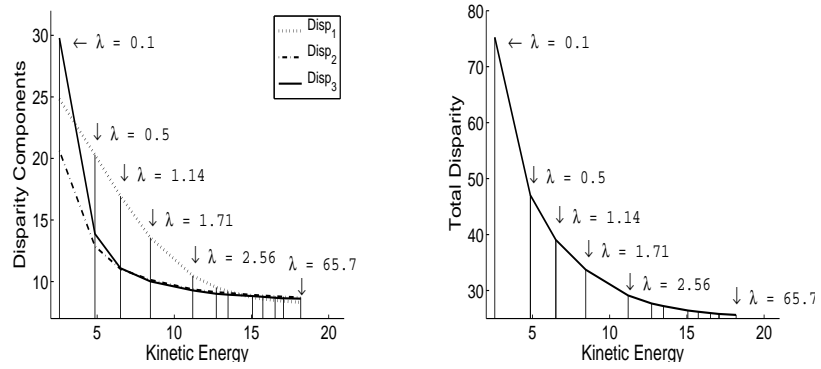 Disparity Components
30
25
20
15
10
5 10 15 20
Kinetic Energy
Disp1
Disp2
Disp3
← λ = 0.1
↓ λ = 0.5
↓ λ = 1.14
↓ λ = 1.71
↓ λ = 2.56
λ = 65.7
↓
Total Disparity
80
70
60
50
40
30
5 10 15 20
Kinetic Energy
← λ = 0.1
↓ λ = 0.5
↓ λ = 1.14
↓ λ = 1.71
↓ λ = 2.56
↓ λ = 65.7